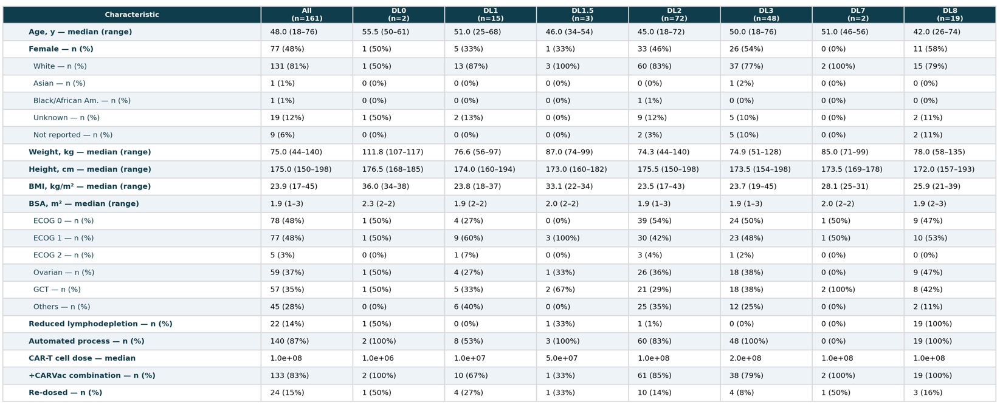 Characteristic All (n=161) DL0 (n=2) DL1 (n=15) DL1.5 (n=3) DL2 (n=72) DL3 (n=48) DL7 (n=2) DL8 (n=19)
Age, y — median (range) 48.0 (18–76) 55.5 (50–61) 51.0 (25–68) 46.0 (34–54) 45.0 (18–72) 50.0 (18–76) 51.0 (46–56) 42.0 (26–74)
Female — n (%) 77 (48%) 1 (50%) 5 (33%) 1 (33%) 33 (46%) 26 (54%) 0 (0%) 11 (58%)
White — n (%) 131 (81%) 1 (50%) 13 (87%) 3 (100%) 60 (83%) 37 (77%) 2 (100%) 15 (79%)
Asian — n (%) 1 (1%) 0 (0%) 0 (0%) 0 (0%) 0 (0%) 1 (2%) 0 (0%) 0 (0%)
Black/African Am. — n (%) 1 (1%) 0 (0%) 0 (0%) 0 (0%) 1 (1%) 0 (0%) 0 (0%) 0 (0%)
Unknown — n (%) 19 (12%) 1 (50%) 2 (13%) 0 (0%) 9 (12%) 5 (10%) 0 (0%) 2 (11%)
Not reported — n (%) 9 (6%) 0 (0%) 0 (0%) 0 (0%) 2 (3%) 5 (10%) 0 (0%) 2 (11%)
Weight, kg — median (range) 75.0 (44–140) 111.8 (107–117) 76.6 (56–97) 87.0 (74–99) 74.3 (44–140) 74.9 (51–128) 85.0 (71–99) 78.0 (58–135)
Height, cm — median (range) 175.0 (150–198) 176.5 (168–185) 174.0 (160–194) 173.0 (160–182) 175.5 (150–198) 173.5 (154–198) 173.5 (169–178) 172.0 (157–193)
BMI, kg/m² — median (range) 23.9 (17–45) 36.0 (34–38) 23.8 (18–37) 33.1 (22–34) 23.5 (17–43) 23.7 (19–45) 28.1 (25–31) 25.9 (21–39)
BSA, m² — median (range) 1.9 (1–3) 2.3 (2–2) 1.9 (2–2) 2.0 (2–2) 1.9 (1–3) 1.9 (1–3) 2.0 (2–2) 1.9 (2–3)
ECOG 0 — n (%) 78 (48%) 1 (50%) 4 (27%) 0 (0%) 39 (54%) 24 (50%) 1 (50%) 9 (47%)
ECOG 1 — n (%) 77 (48%) 1 (50%) 9 (60%) 3 (100%) 30 (42%) 23 (48%) 1 (50%) 10 (53%)
ECOG 2 — n (%) 5 (3%) 0 (0%) 1 (7%) 0 (0%) 3 (4%) 1 (2%) 0 (0%) 0 (0%)
Ovarian — n (%) 59 (37%) 1 (50%) 4 (27%) 1 (33%) 26 (36%) 18 (38%) 0 (0%) 9 (47%)
GCT — n (%) 57 (35%) 1 (50%) 5 (33%) 2 (67%) 21 (29%) 18 (38%) 2 (100%) 8 (42%)
Others — n (%) 45 (28%) 0 (0%) 6 (40%) 0 (0%) 25 (35%) 12 (25%) 0 (0%) 2 (11%)
Reduced lymphodepletion — n (%) 22 (14%) 1 (50%) 0 (0%) 1 (33%) 1 (1%) 0 (0%) 0 (0%) 19 (100%)
Automated process — n (%) 140 (87%) 2 (100%) 8 (53%) 3 (100%) 60 (83%) 48 (100%) 0 (0%) 19 (100%)
CAR-T cell dose — median 1.0e+08 1.0e+06 1.0e+07 5.0e+07 1.0e+08 2.0e+08 1.0e+08 1.0e+08
+CARVac combination — n (%) 133 (83%) 2 (100%) 10 (67%) 1 (33%) 61 (85%) 38 (79%) 2 (100%) 19 (100%)
Re-dosed — n (%) 24 (15%) 1 (50%) 4 (27%) 1 (33%) 10 (14%) 4 (8%) 1 (50%) 3 (16%)